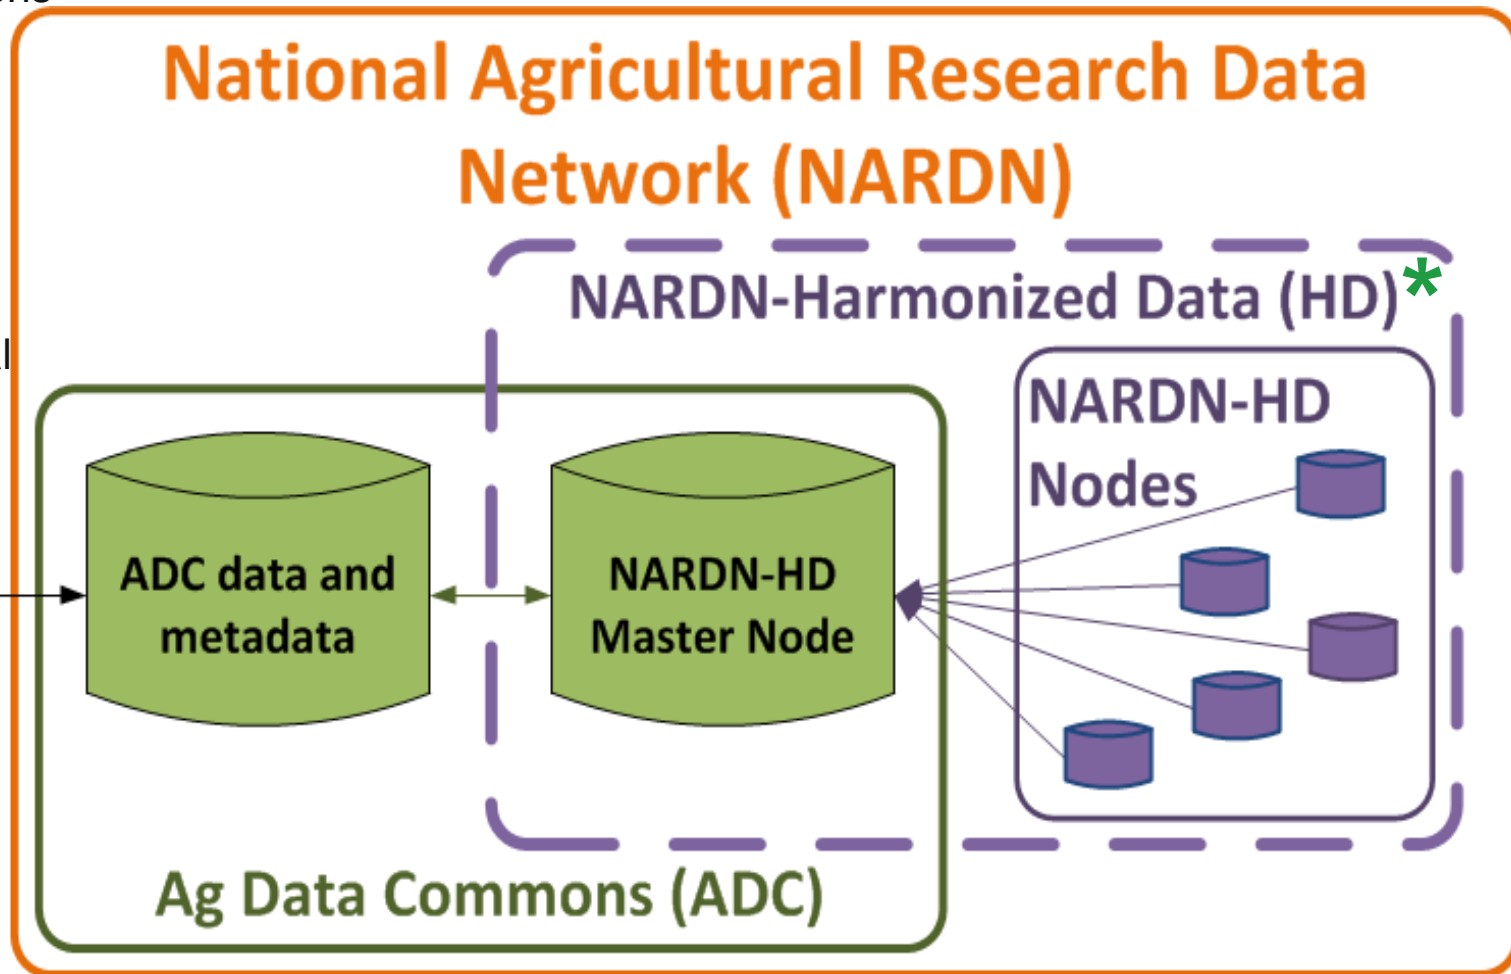 National Agricultural Research Data
Network (NARDN)
NARDN-Harmonized Data (HD)*
NARDN-HD
Nodes
ADC data and
metadata
NARDN-HD
Master Node
Ag Data Commons (ADC)